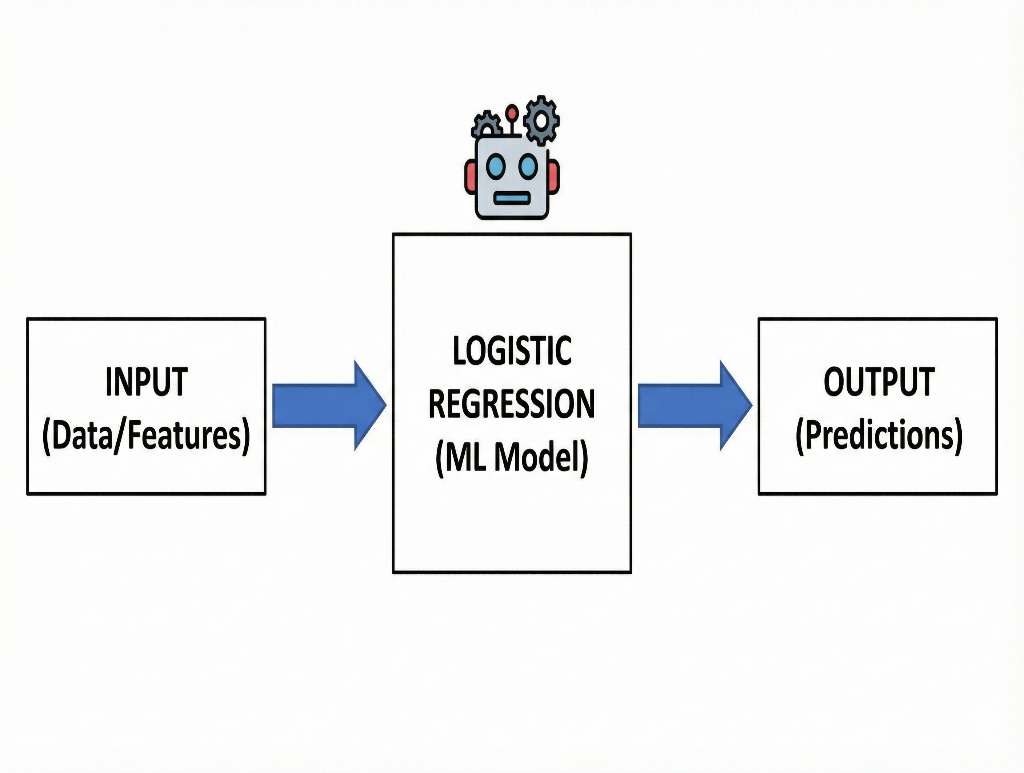 INPUT
(Data/Features)
LOGISTIC
REGRESSION
(ML Model)
OUTPUT
(Predictions)